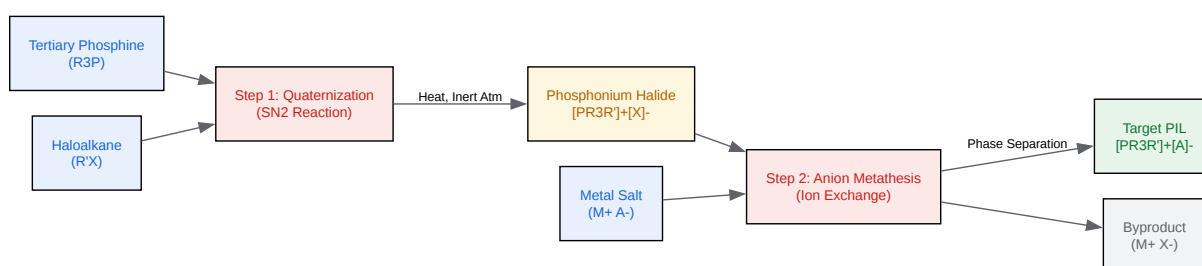 Tertiary Phosphine
(R3P)
Haloalkane
(R'X)
Step 1: Quaternization
(SN2 Reaction)
Heat, Inert Atm
Phosphonium Halide
[PR3R']+[X]-
Metal Salt
(M+ A-)
Step 2: Anion Metathesis
(Ion Exchange)
Phase Separation
Target PIL
[PR3R']+[A]-
Byproduct
(M+ X-)